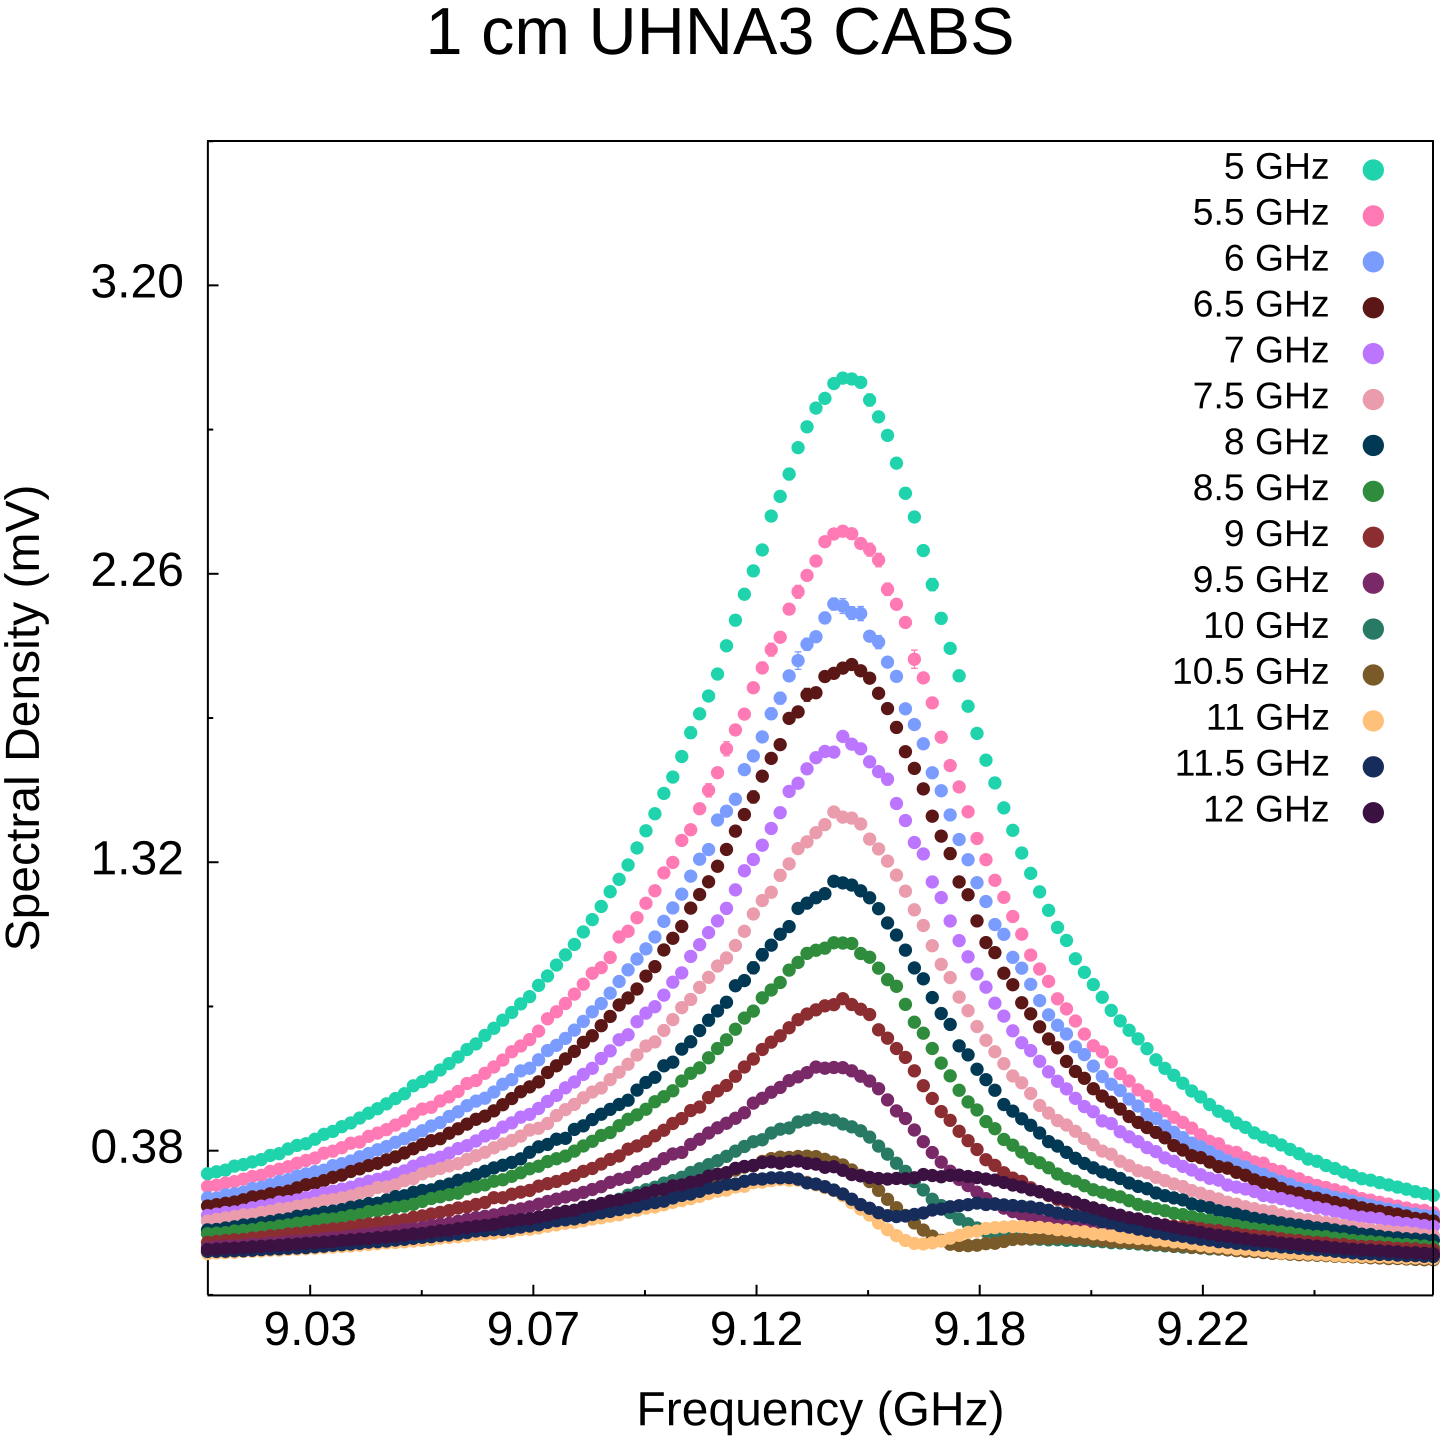 1 cm UHNA3 CABS
5 GHz
5.5 GHz
6 GHz
6.5 GHz
7 GHz
7.5 GHz
8 GHz
8.5 GHz
9 GHz
9.5 GHz
10 GHz
10.5 GHz
11 GHz
11.5 GHz
12 GHz
Spectral Density (mV)
3.20
2.26
1.32
0.38
9.03 9.07 9.12 9.18 9.22
Frequency (GHz)